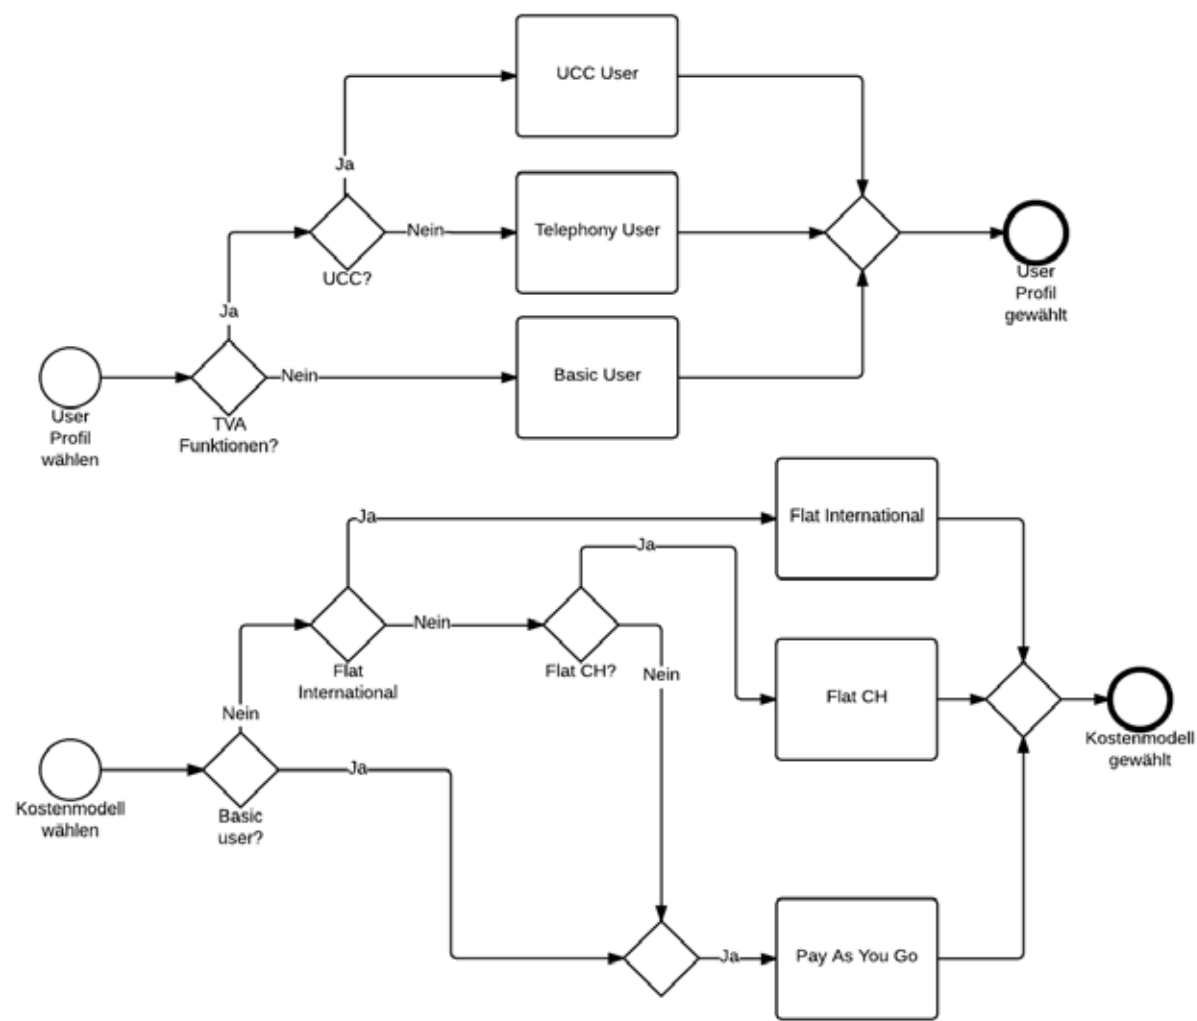 UCC User
Ja
Nein
Telephony User
UCC?
User
Profil
gewählt
Ja
Nein
Basic User
User
Profil
wählen
TVA
Funktionen?
Ja
Flat International
Ja
Nein
Flat
International
Flat CH?
Nein
Flat CH
Nein
Kostenmodell
gewählt
Ja
Kostenmodell
wählen
Basic
user?
Ja
Pay As You Go